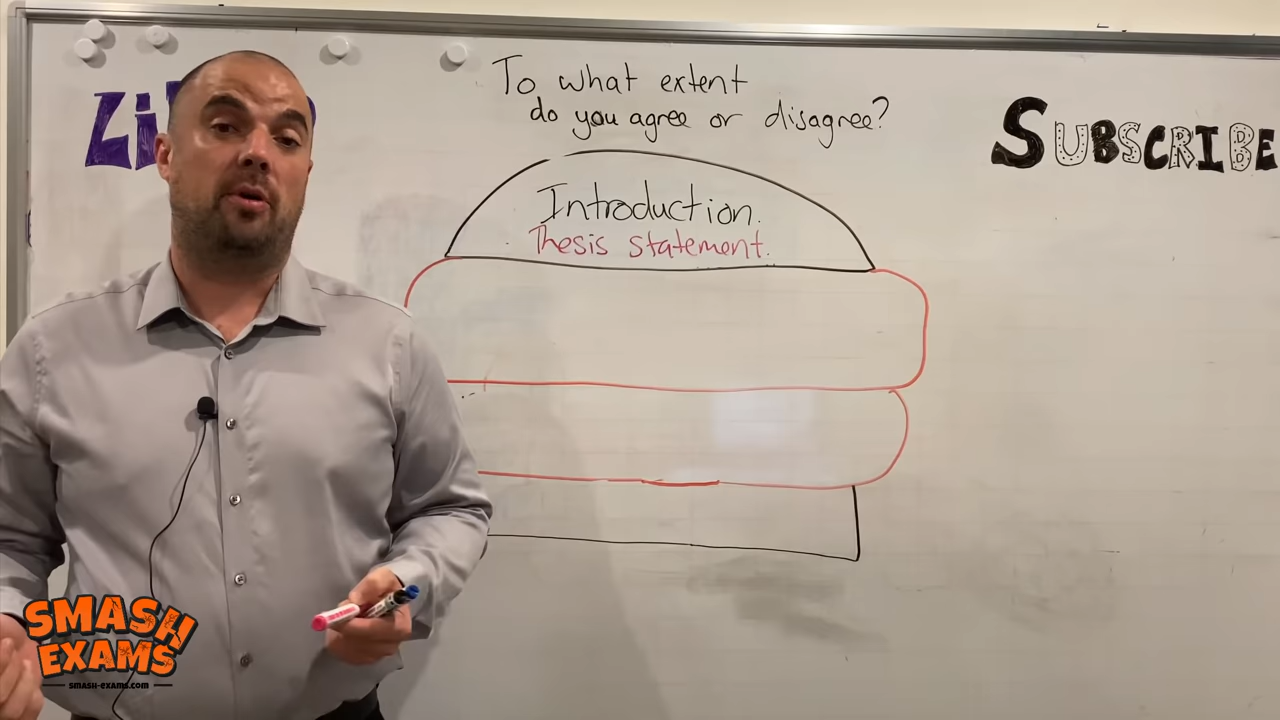 To what extent
do you agree or disagree?
SUBSCRIBE
Introduction.
Thesis statement.
SMASH
EXAMS
SMASH-EXAMS.com